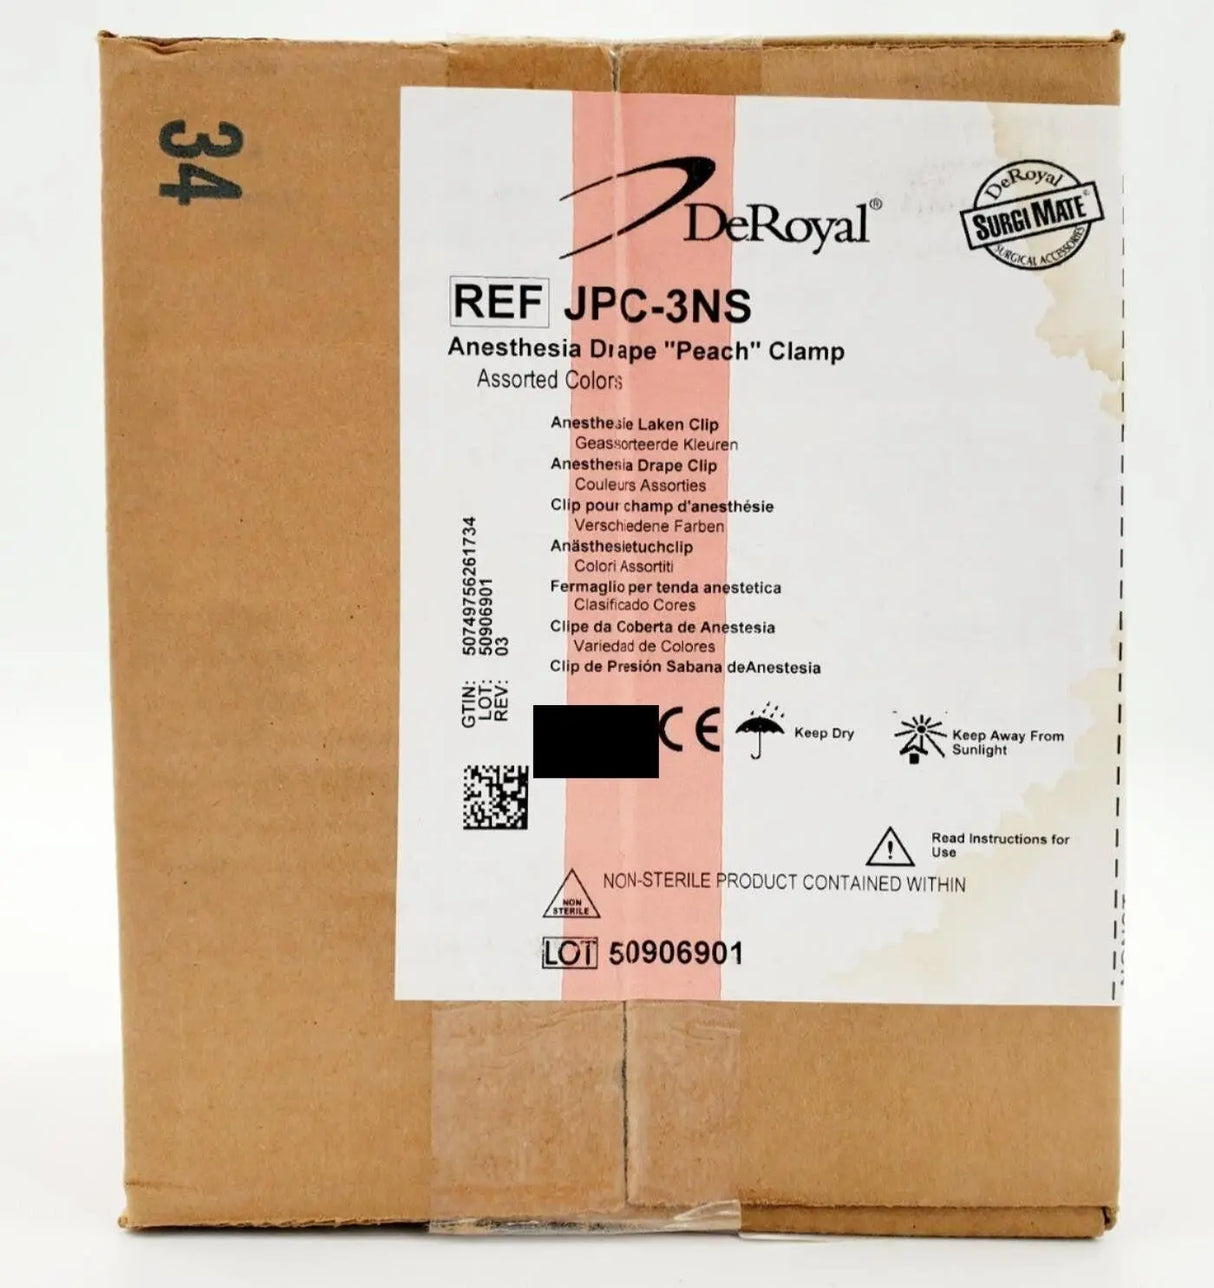 34
DeRoyal®
DeRoyal
SURGIMATE®
SURGICAL ACCESSORIES
REF JPC-3NS
Anesthesia Drape "Peach" Clamp
Assorted Colors
Anesthesie Laken Clip
Geassorteerde Kleuren
Anesthesia Drape Clip
Couleurs Assorties
Clip pour champ d'anesthésie
Verschiedene Farben
Anästhesietuchclip
Colori Assortiti
Fermaglio per tenda anestetica
Clasificado Cores
Clipe da Coberta de Anestesia
Variedad de Colores
Clip de Presión Sabana deAnestesia
GTIN: 50749756261734
LOT: 50906901
REV: 03
CE
Keep Dry
Keep Away From
Sunlight
Read Instructions for
Use
NON
STERILE
NON-STERILE PRODUCT CONTAINED WITHIN
LOT 50906901